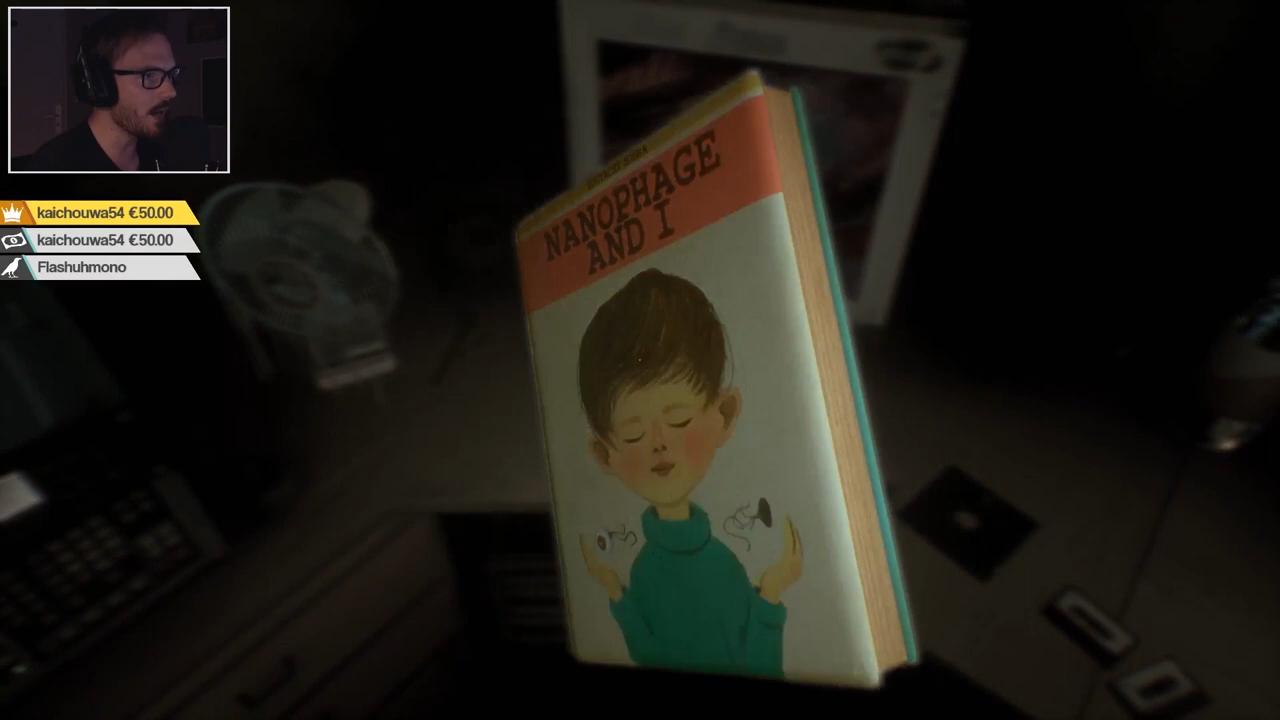 kaichouwa54 €50.00
kaichouwa54 €50.00
Flashuhmono
NANOPHAGE
AND I